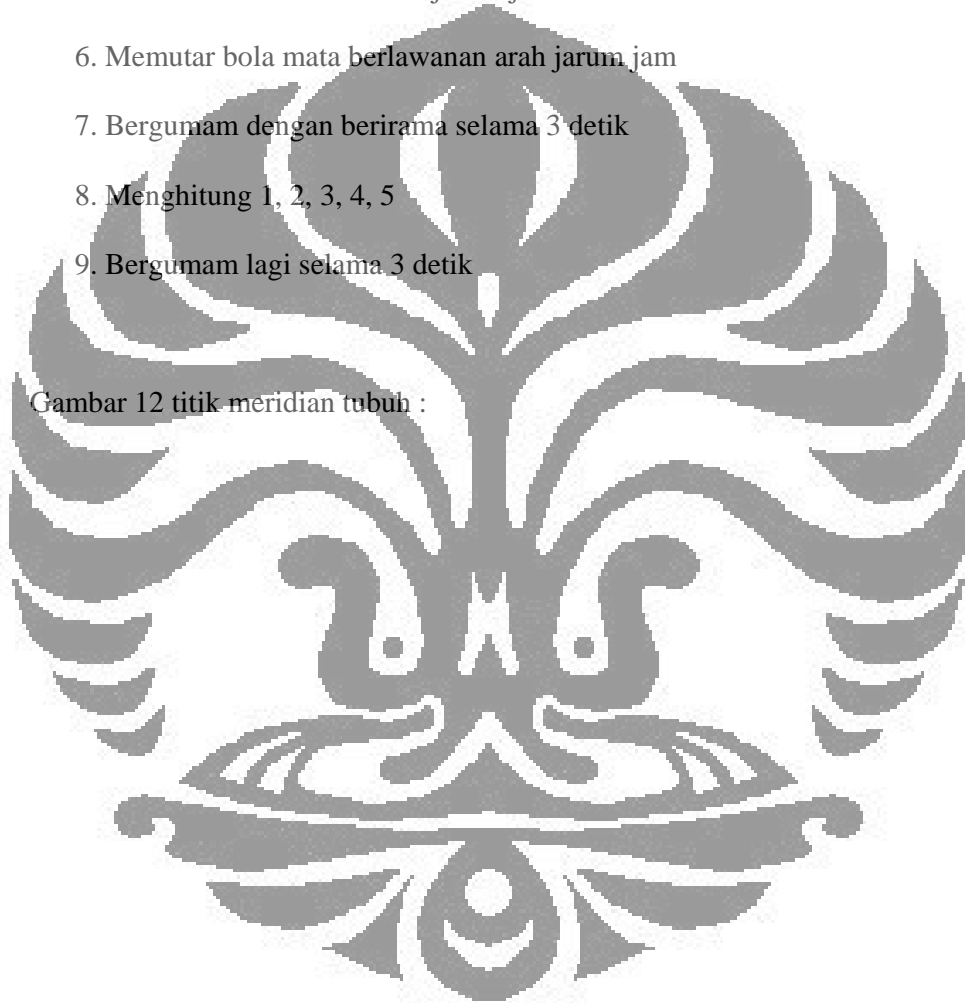 6. Memutar bola mata berlawanan arah jarum jam
7. Bergumam dengan berirama selama 3 detik
8. Menghitung 1, 2, 3, 4, 5
9. Bergumam lagi selama 3 detik
Gambar 12 titik meridian tubuh :